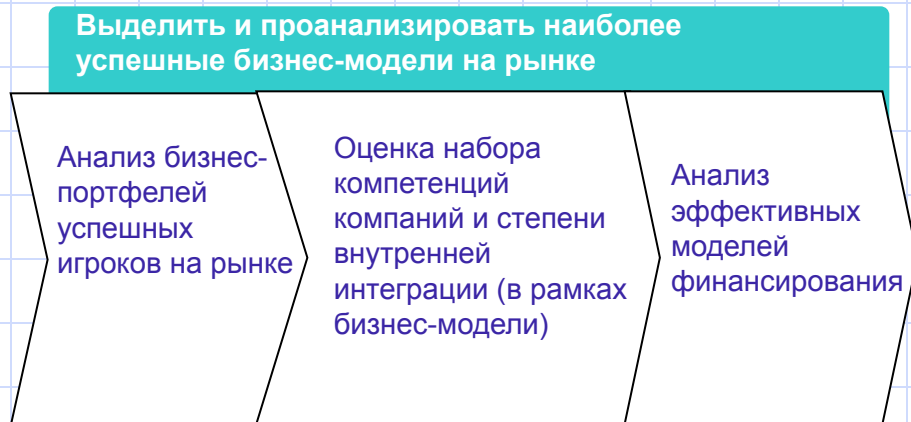 Выделить и проанализировать наиболее
успешные бизнес-модели на рынке
Анализ бизнес-
портфелей
успешных
игроков на рынке
Оценка набора
компетенций
компаний и степени
внутренней
интеграции (в рамках
бизнес-модели)
Анализ
эффективных
моделей
финансирования